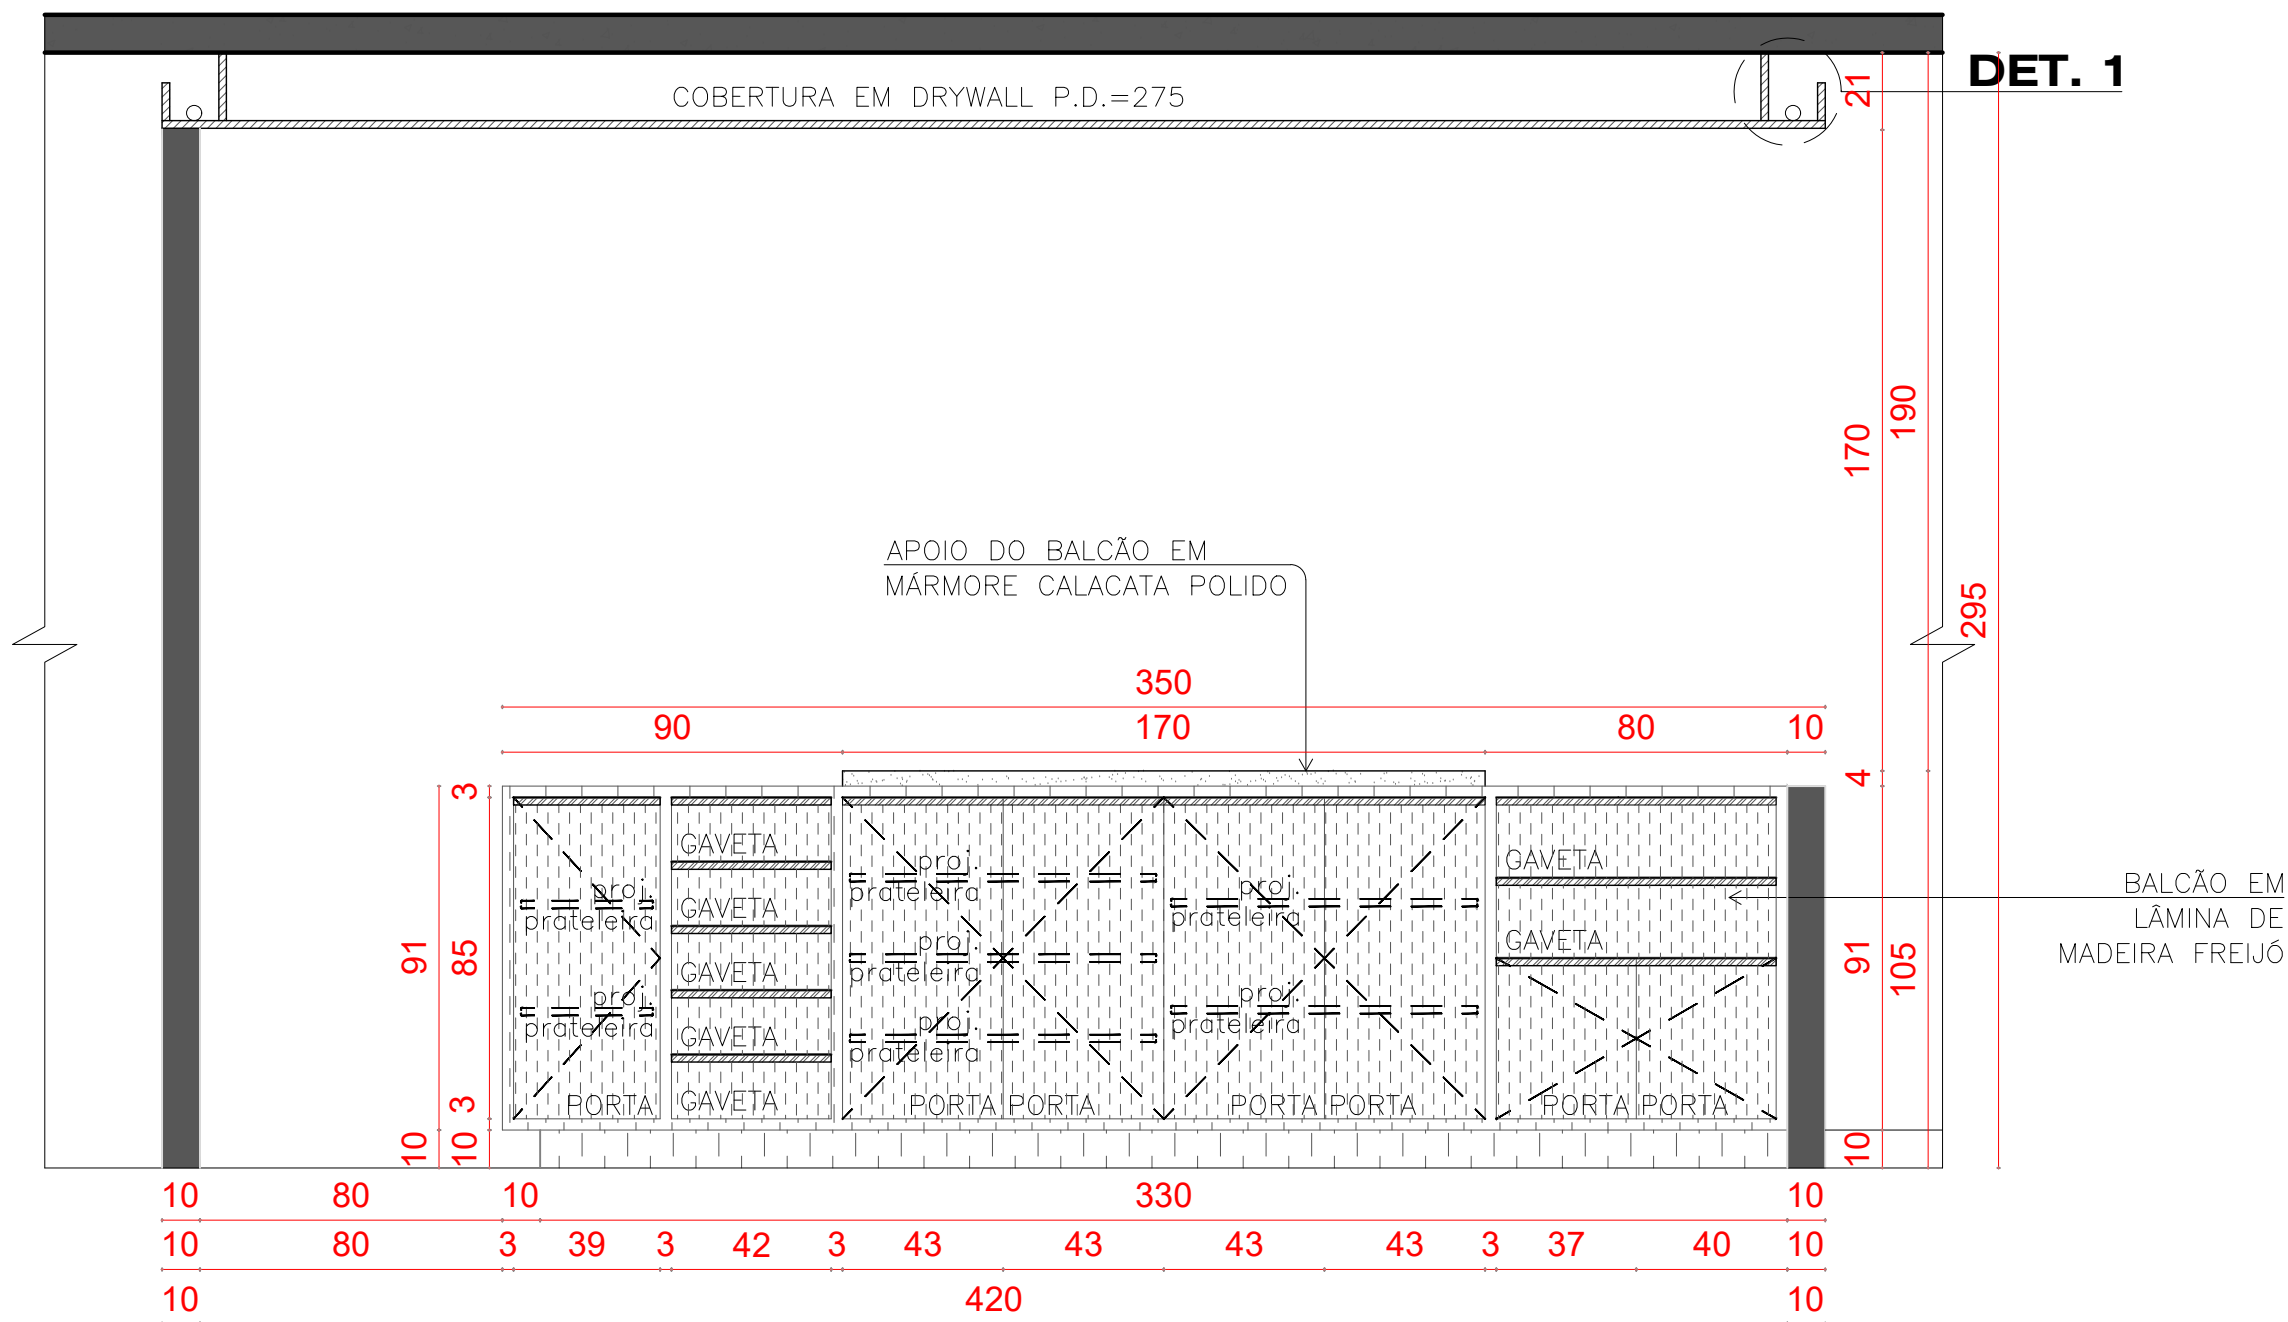 DET. 1
COBERTURA EM DRYWALL P.D.=275
21
190
170
295
APOIO DO BALCÃO EM
MÁRMORE CALACATA POLIDO
350
90 170 80 10
3
4
GAVETA
proj.
prateleira
GAVETA
proj.
prateleira
proj.
prateleira
GAVETA
proj.
prateleira
GAVETA
proj.
prateleira
GAVETA
BALCÃO EM
LÂMINA DE
MADEIRA FREIJÓ
91
85
91
105
GAVETA
proj.
prateleira
proj.
prateleira
GAVETA
proj.
prateleira
3
PORTA
GAVETA
PORTA PORTA
PORTA PORTA
PORTA PORTA
10 10
10
10 80 10 330 10
10 80 3 39 3 42 3 43 43 43 43 3 37 40 10
10 420 10